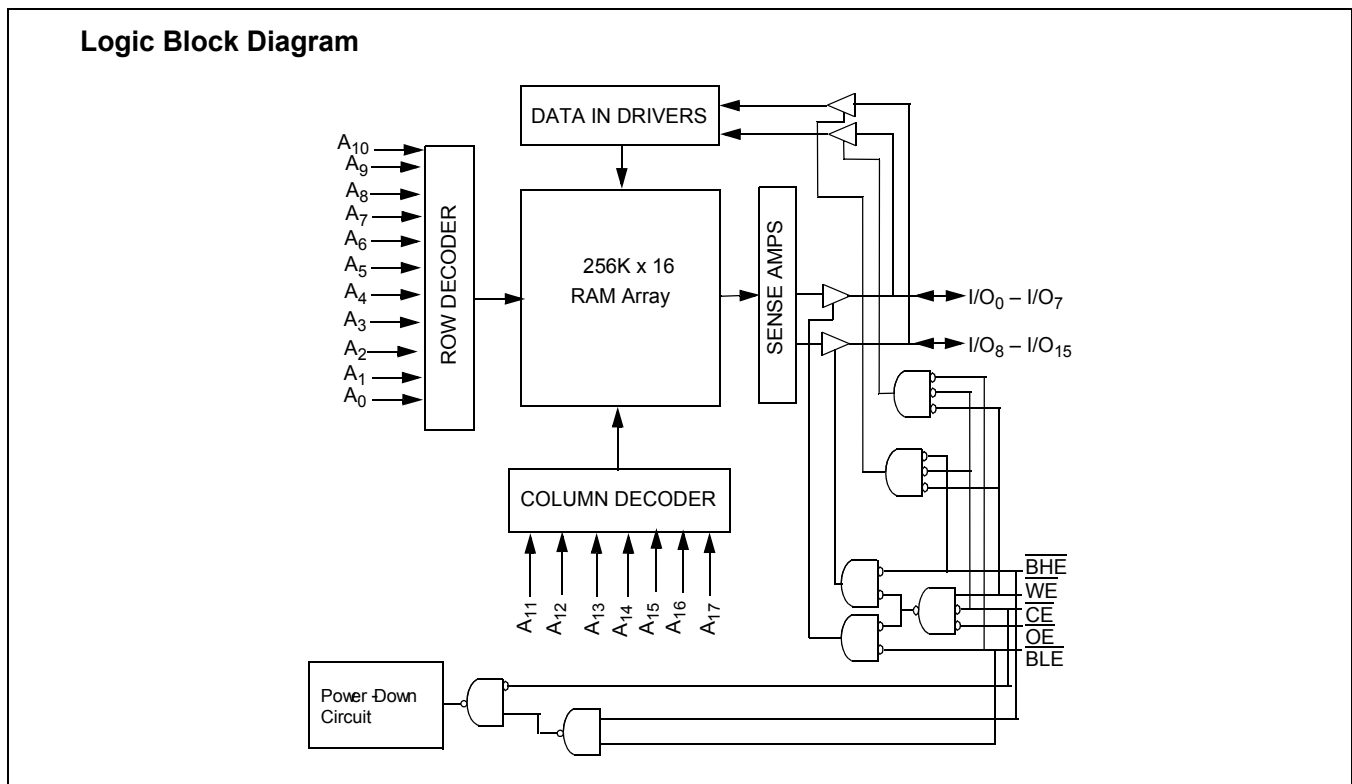 Logic Block Diagram
DATA IN DRIVERS
A10
A9
A8
A7
A6
A5
A4
A3
A2
A1
A0
ROW DECODER
256K x 16
RAM Array
SENSE AMPS
I/O0 – I/O7
I/O8 – I/O15
COLUMN DECODER
A11
A12
A13
A14
A15
A16
A17
BHE
WE
CE
OE
BLE
Power -Down
Circuit